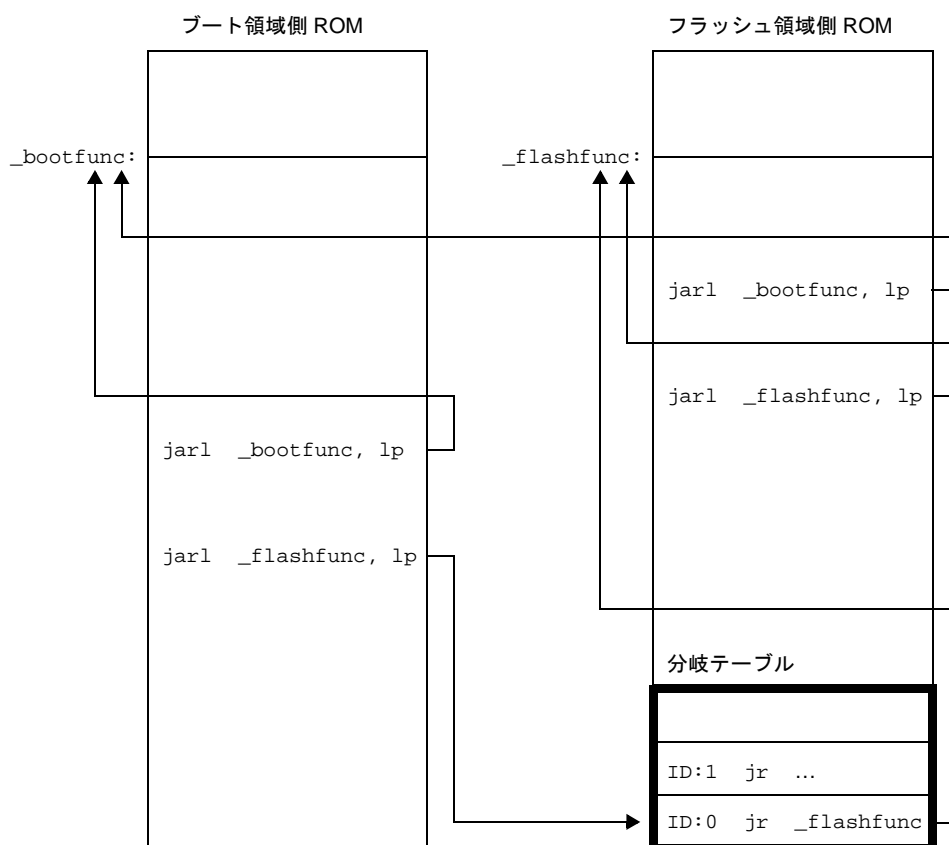 ブート領域側 ROM
_bootfunc:
jarl _bootfunc, lp
jarl _flashfunc, lp
フラッシュ領域側 ROM
_flashfunc:
jarl _bootfunc, lp
jarl _flashfunc, lp
分岐テーブル
ID:1 jr ...
ID:0 jr _flashfunc